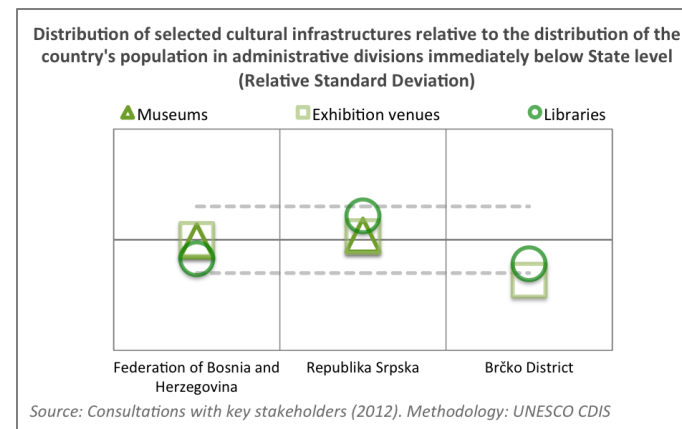 Distribution of selected cultural infrastructures relative to the distribution of the
country's population in administrative divisions immediately below State level
(Relative Standard Deviation)
Museums Exhibition venues Libraries
Federation of Bosnia and Herzegovina Republika Srpska Brčko District
Source: Consultations with key stakeholders (2012). Methodology: UNESCO CDIS